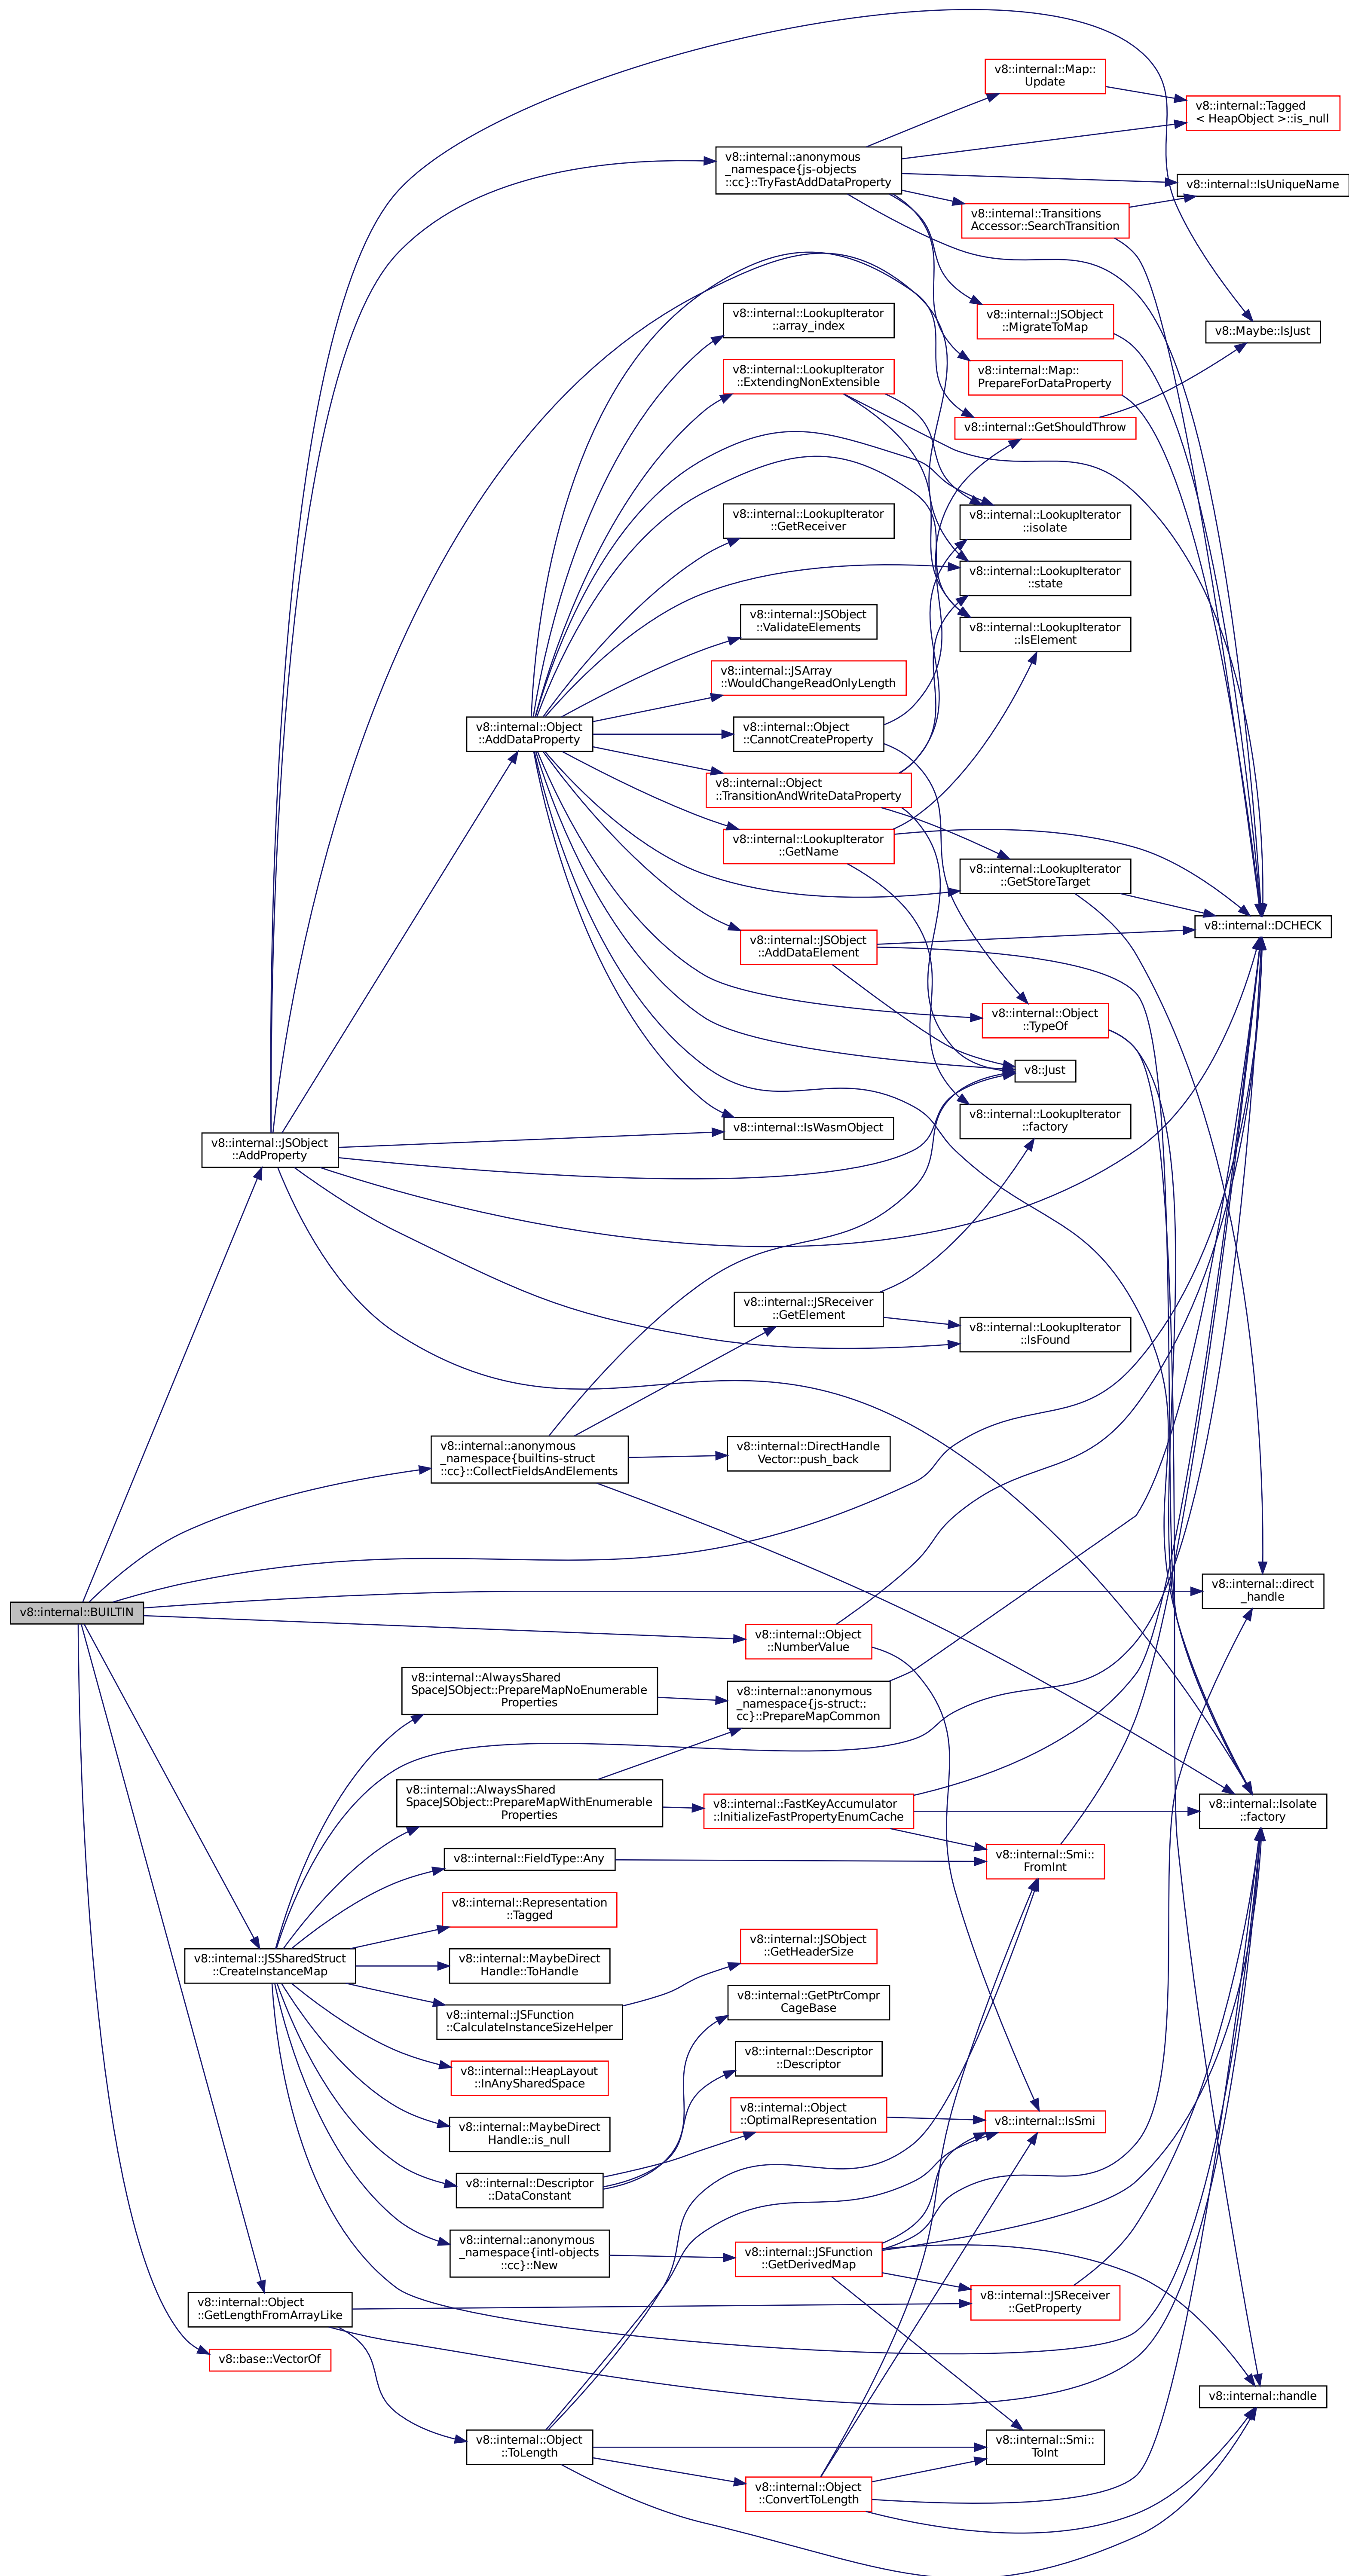 v8::internal::Map::
Update
v8::internal::Tagged
< HeapObject >::is_null
v8::internal::anonymous
_namespace{js-objects
::cc}::TryFastAddDataProperty
v8::internal::IsUniqueName
v8::internal::Transitions
Accessor::SearchTransition
v8::internal::LookupIterator
::array_index
v8::internal::JSObject
::MigrateToMap
v8::Maybe::IsJust
v8::internal::LookupIterator
::ExtendingNonExtensible
v8::internal::Map::
PrepareForDataProperty
v8::internal::GetShouldThrow
v8::internal::LookupIterator
::GetReceiver
v8::internal::LookupIterator
::isolate
v8::internal::LookupIterator
::state
v8::internal::JSObject
::ValidateElements
v8::internal::LookupIterator
::IsElement
v8::internal::JSArray
::WouldChangeReadOnlyLength
v8::internal::Object
::AddDataProperty
v8::internal::Object
::CannotCreateProperty
v8::internal::Object
::TransitionAndWriteDataProperty
v8::internal::LookupIterator
::GetName
v8::internal::LookupIterator
::GetStoreTarget
v8::internal::DCHECK
v8::internal::JSObject
::AddDataElement
v8::internal::Object
::TypeOf
v8::Just
v8::internal::LookupIterator
::factory
v8::internal::IsWasmObject
v8::internal::JSObject
::AddProperty
v8::internal::JSReceiver
::GetElement
v8::internal::LookupIterator
::IsFound
v8::internal::anonymous
_namespace{builtins-struct
::cc}::CollectFieldsAndElements
v8::internal::DirectHandle
Vector::push_back
v8::internal::direct
_handle
v8::internal::BUILTIN
v8::internal::Object
::NumberValue
v8::internal::AlwaysShared
SpaceJSObject::PrepareMapNoEnumerable
Properties
v8::internal::anonymous
_namespace{js-struct::
cc}::PrepareMapCommon
v8::internal::AlwaysShared
SpaceJSObject::PrepareMapWithEnumerable
Properties
v8::internal::FastKeyAccumulator
::InitializeFastPropertyEnumCache
v8::internal::Isolate
::factory
v8::internal::FieldType::Any
v8::internal::Smi::
FromInt
v8::internal::Representation
::Tagged
v8::internal::JSSharedStruct
::CreateInstanceMap
v8::internal::MaybeDirect
Handle::ToHandle
v8::internal::JSObject
::GetHeaderSize
v8::internal::JSFunction
::CalculateInstanceSizeHelper
v8::internal::GetPtrCompr
CageBase
v8::internal::HeapLayout
::InAnySharedSpace
v8::internal::Descriptor
::Descriptor
v8::internal::MaybeDirect
Handle::is_null
v8::internal::Object
::OptimalRepresentation
v8::internal::IsSmi
v8::internal::Descriptor
::DataConstant
v8::internal::anonymous
_namespace{intl-objects
::cc}::New
v8::internal::JSFunction
::GetDerivedMap
v8::internal::Object
::GetLengthFromArrayLike
v8::internal::JSReceiver
::GetProperty
v8::base::VectorOf
v8::internal::handle
v8::internal::Object
::ToLength
v8::internal::Smi::
ToInt
v8::internal::Object
::ConvertToLength